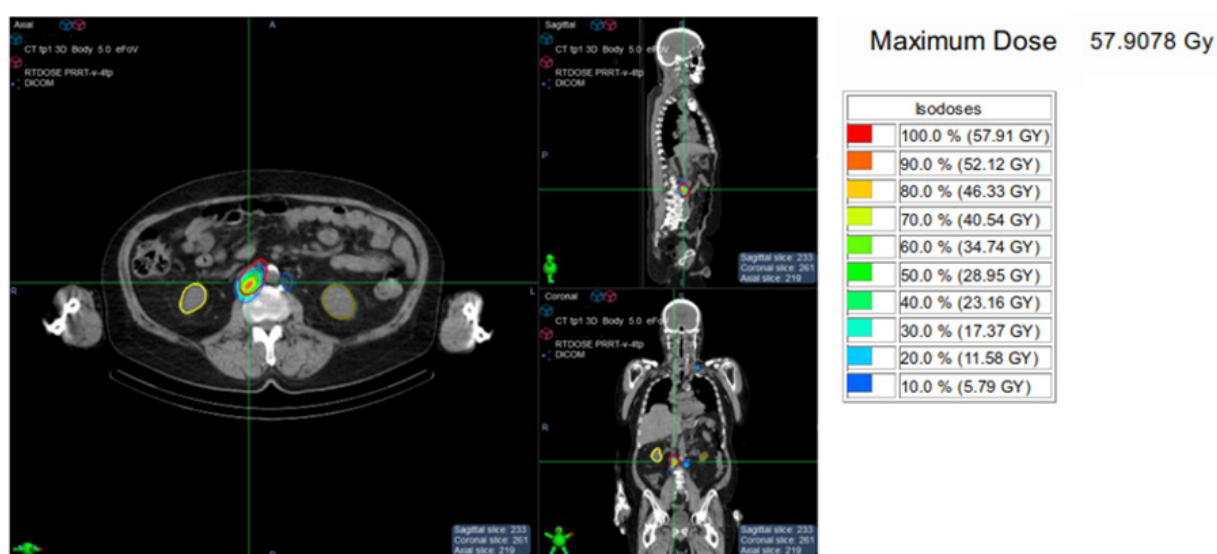 Axial
A
CT tp1 3D Body 5.0 eFoV
RTDOSE PRRT-v-4tp
DICOM
R
L
Sagittal slice: 233
Coronal slice: 261
Axial slice: 219
Sagittal
CT tp1 3D Body 5.0 eFoV
RTDOSE PRRT-v-4tp
DICOM
P
Sagittal slice: 233
Coronal slice: 261
Axial slice: 219
Coronal
CT tp1 3D Body 5.0 eFoV
RTDOSE PRRT-v-4tp
DICOM
R
Sagittal slice: 233
Coronal slice: 261
Axial slice: 219
Maximum Dose 57.9078 Gy
Isodoses
100.0 % (57.91 GY)
90.0 % (52.12 GY)
80.0 % (46.33 GY)
70.0 % (40.54 GY)
60.0 % (34.74 GY)
50.0 % (28.95 GY)
40.0 % (23.16 GY)
30.0 % (17.37 GY)
20.0 % (11.58 GY)
10.0 % (5.79 GY)